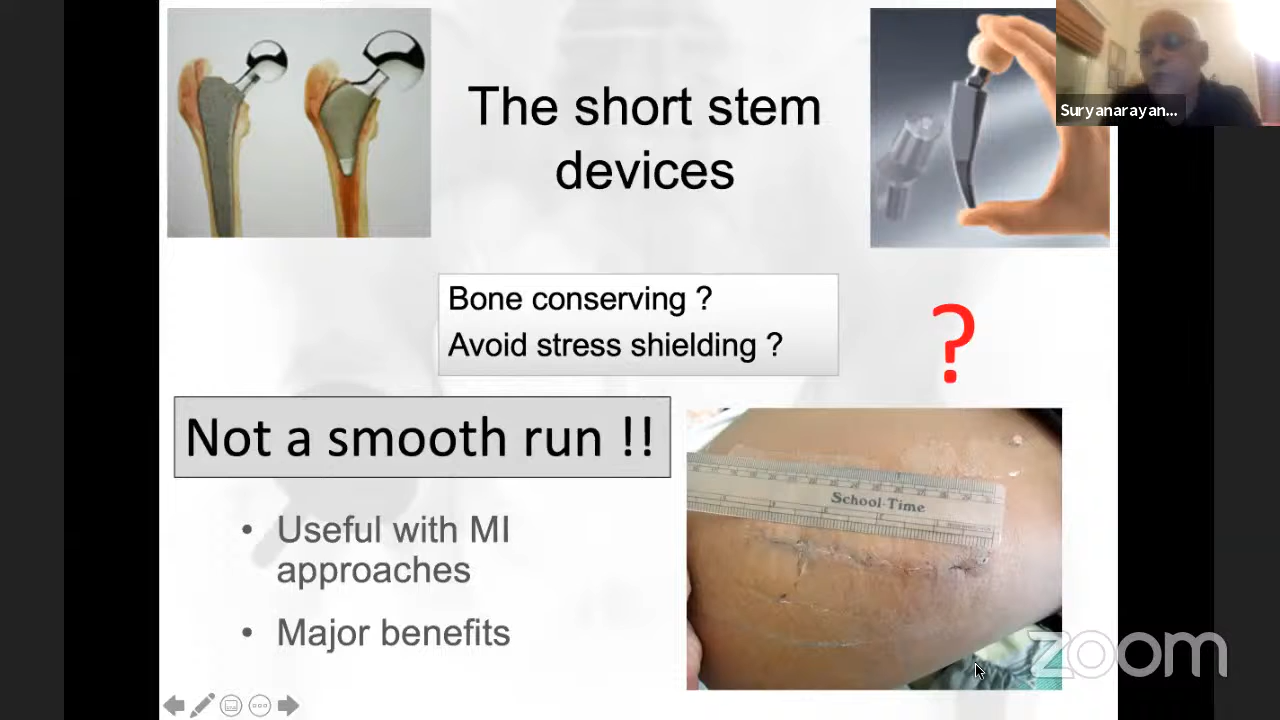 The short stem
devices
Suryanarayan...
Bone conserving ?
Avoid stress shielding ?
?
Not a smooth run !!
• Useful with MI
approaches
• Major benefits
School-Time
zoom